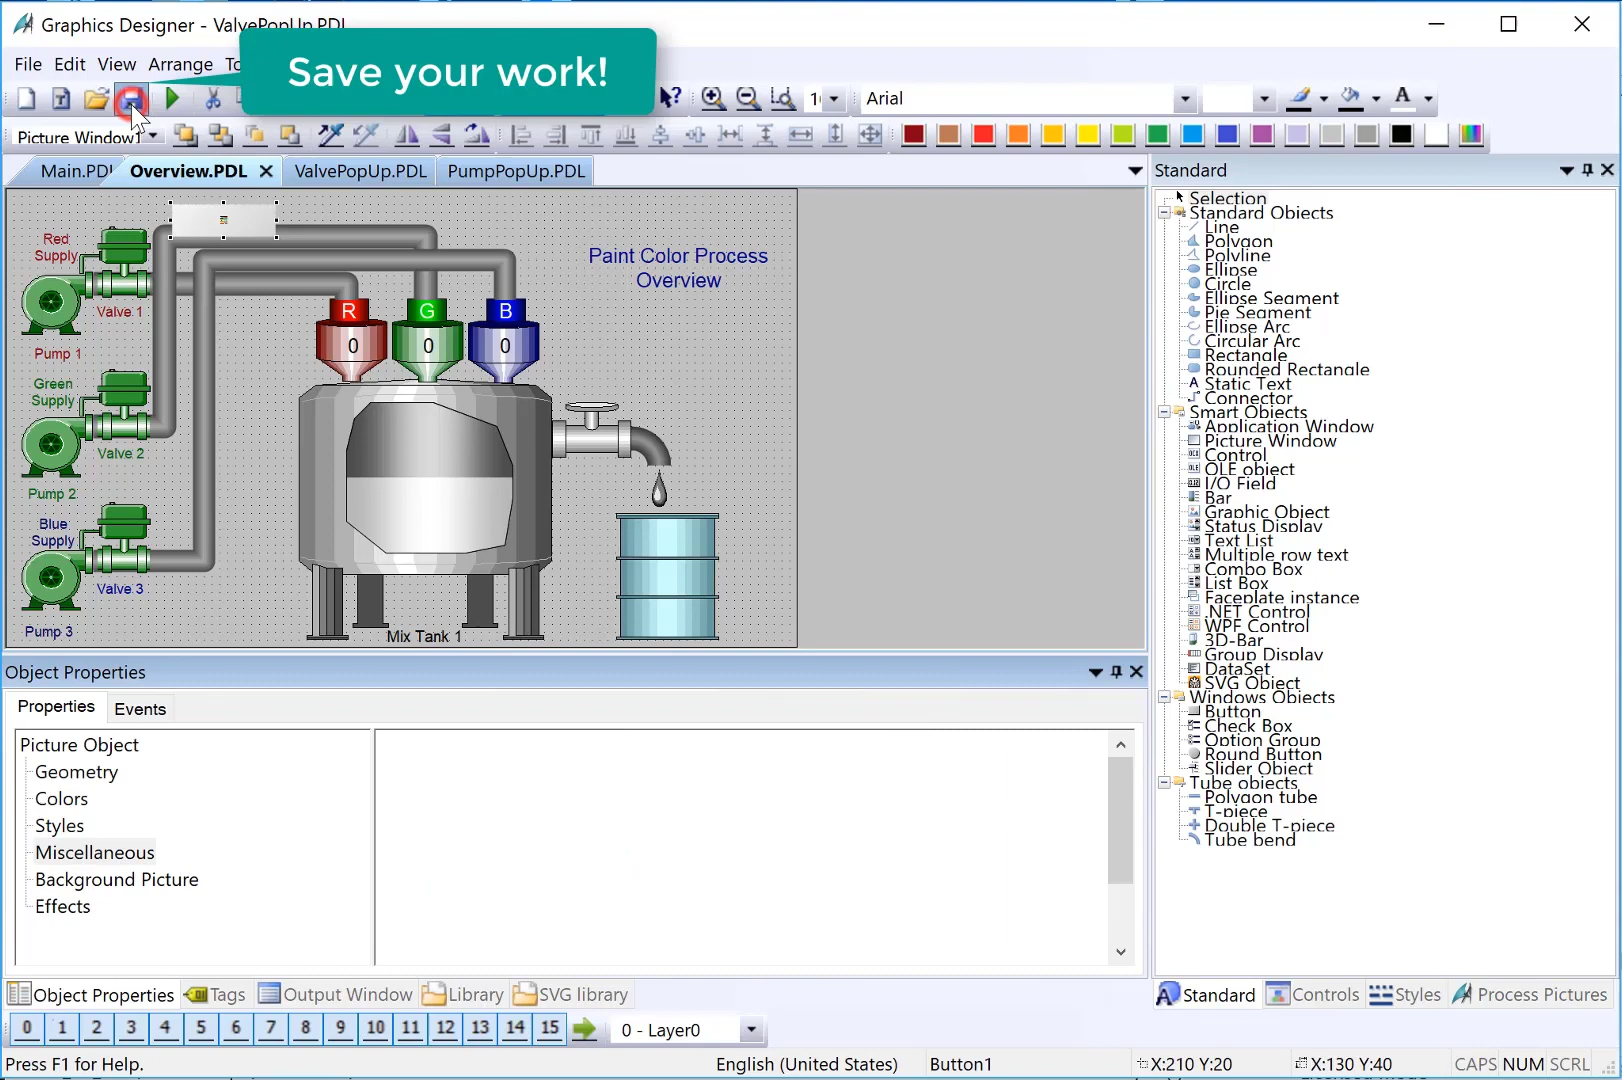 Graphics Designer - ValvePopUp.PDL
Save your work!
File Edit View Arrange
Arial
Picture Window1
Main.PDL Overview.PDL ValvePopUp.PDL PumpPopUp.PDL
Red
Supply
Valve 1
Pump 1
Green
Supply
Valve 2
Pump 2
Blue
Supply
Valve 3
Pump 3
R G B
0 0 0
Paint Color Process
Overview
Mix Tank 1
Standard
Selection
Standard Objects
Line
Polygon
Polyline
Ellipse
Circle
Ellipse Segment
Pie Segment
Ellipse Arc
Circular Arc
Rectangle
Rounded Rectangle
Static Text
Connector
Smart Objects
Application Window
Picture Window
Control
OLE object
I/O Field
Bar
Graphic Object
Status Display
Text List
Multiple row text
Combo Box
List Box
Faceplate instance
.NET Control
WPF Control
3D-Bar
Group Display
DataSet
SVG Object
Windows Objects
Button
Check Box
Option Group
Round Button
Slider Object
Tube objects
Polygon tube
T-piece
Double T-piece
Tube bend
Object Properties
Properties Events
Picture Object
Geometry
Colors
Styles
Miscellaneous
Background Picture
Effects
Object Properties Tags Output Window Library SVG library
Standard Controls Styles Process Pictures
0 1 2 3 4 5 6 7 8 9 10 11 12 13 14 15 0 - Layer0
Press F1 for Help. English (United States) Button1 X:210 Y:20 X:130 Y:40 CAPS NUM SCRL